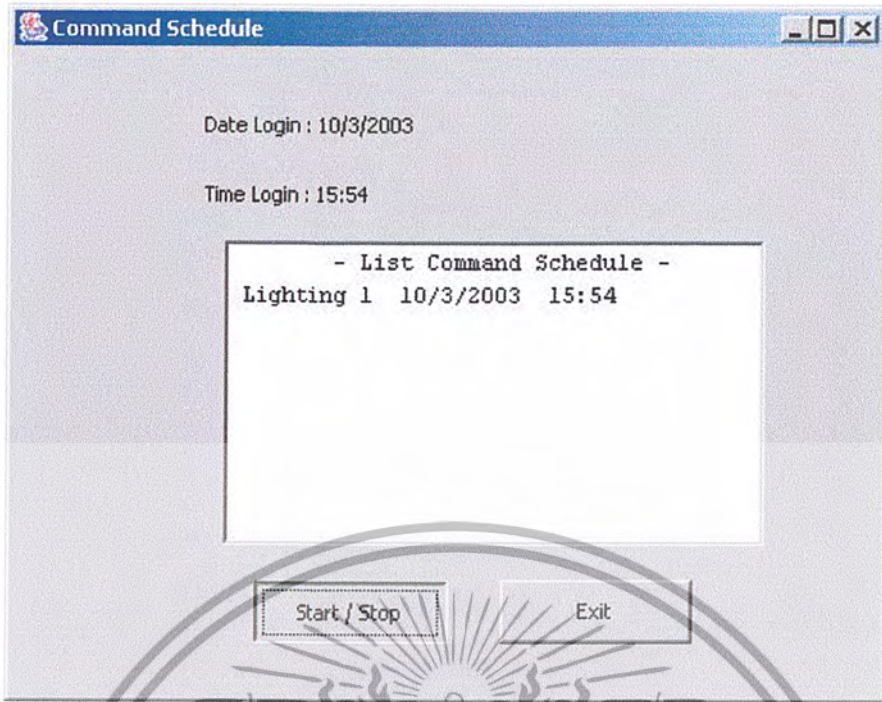 Command Schedule
Date Login : 10/3/2003
Time Login : 15:54
- List Command Schedule -
Lighting 1 10/3/2003 15:54
Start / Stop
Exit